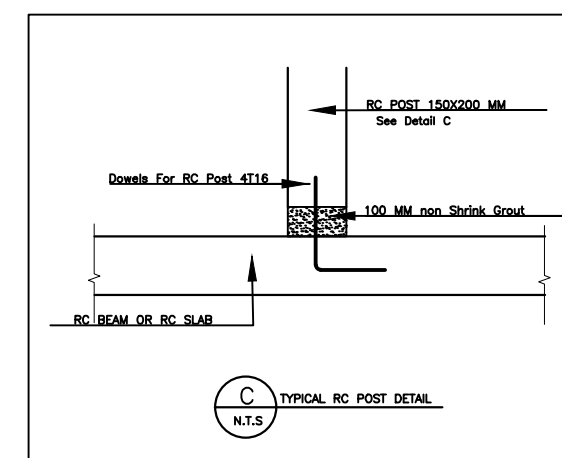 RC POST 150X200 MM
See Detail C
Dowels For RC Post 4T16
100 MM non Shrink Grout
RC BEAM OR RC SLAB
C
TYPICAL RC POST DETAIL
N.T.S